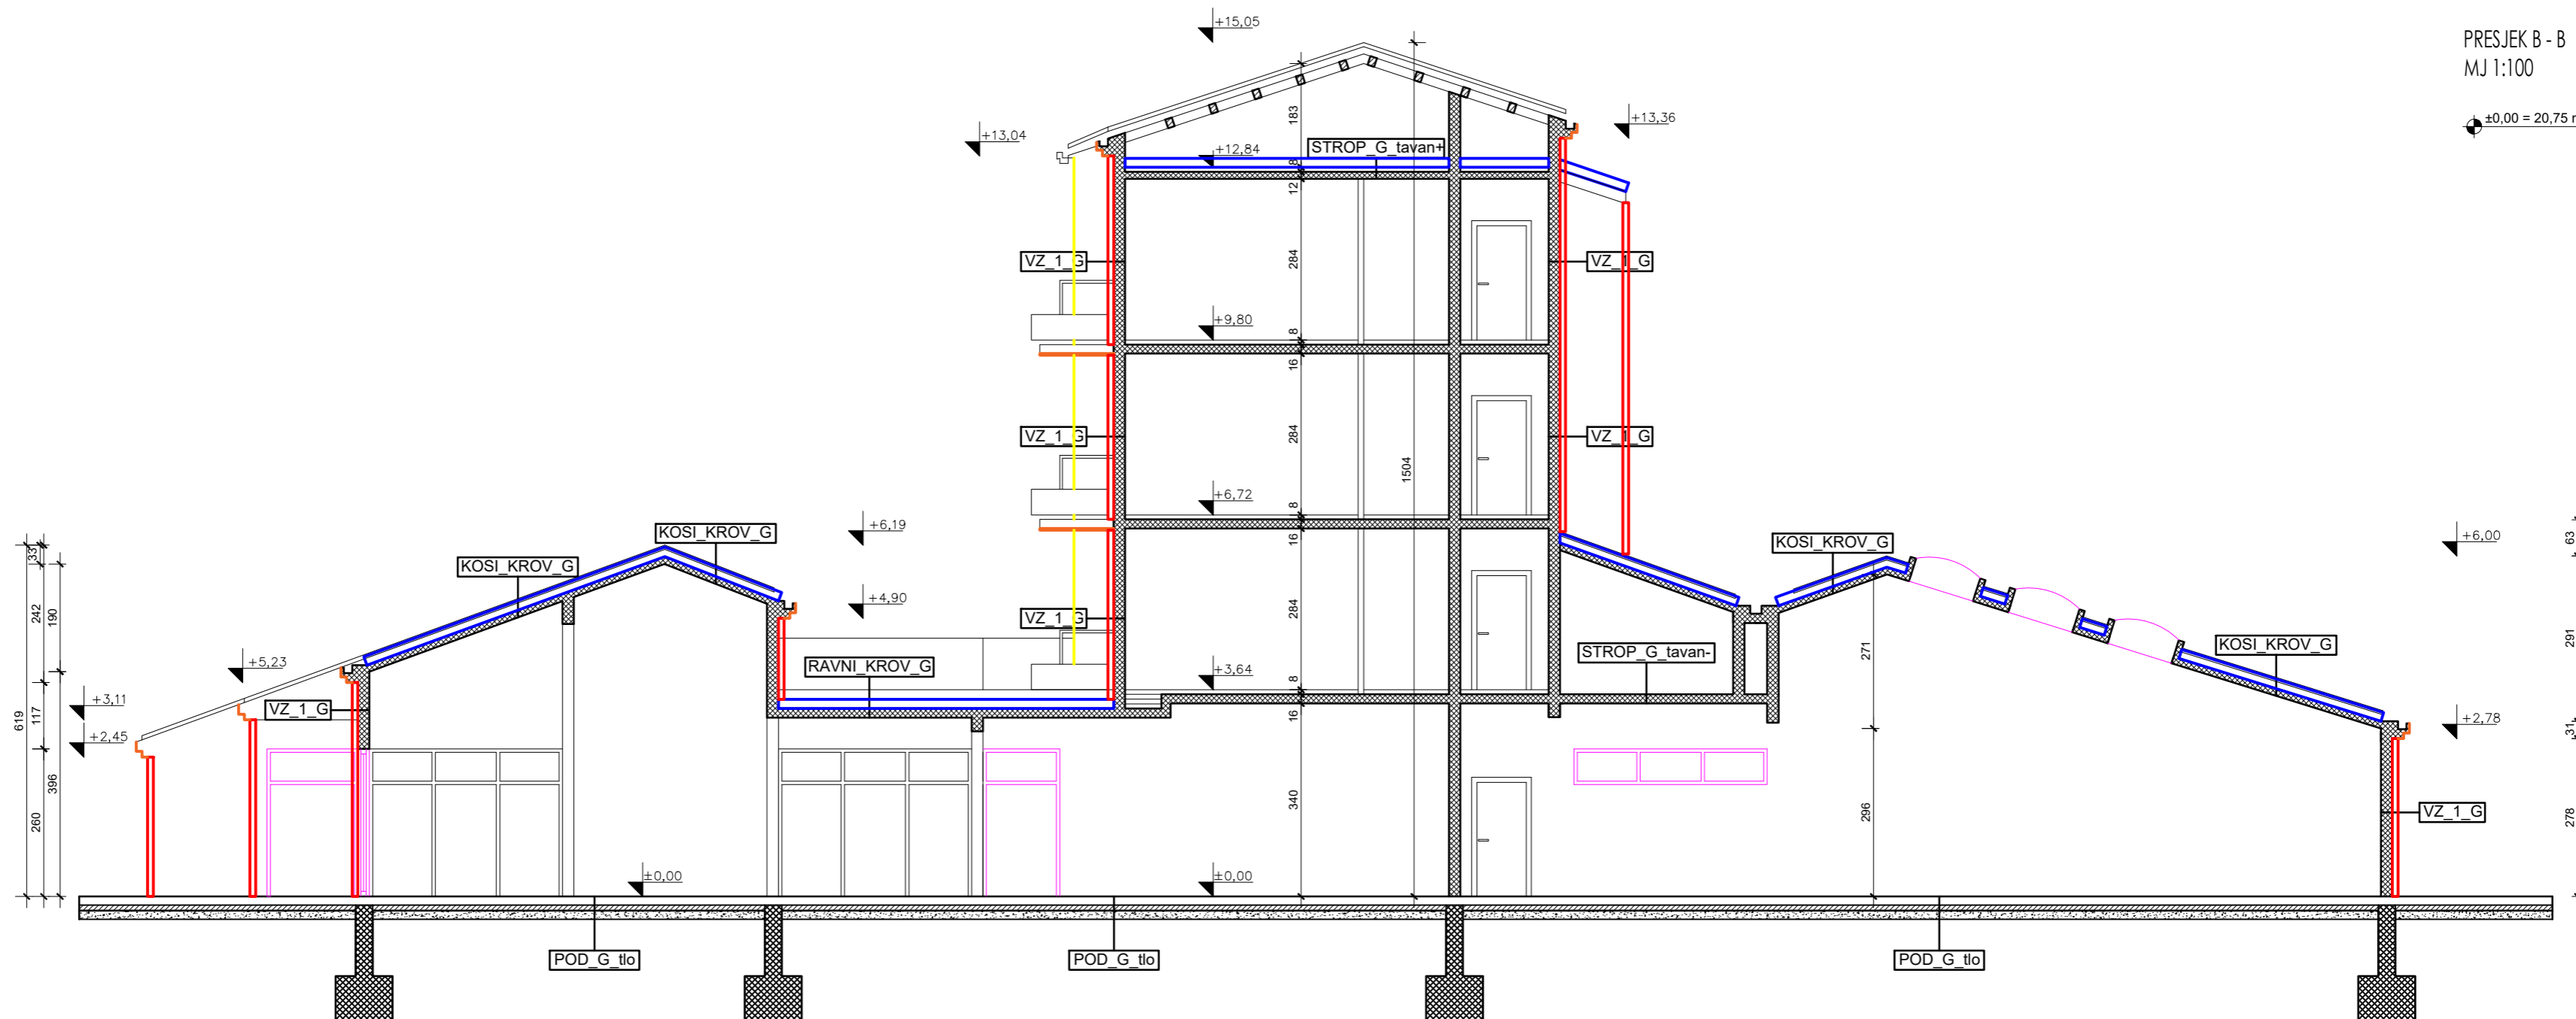 PRESJEK B - B
MJ 1:100
±0,00 = 20,75
+15,05
+13,04
+13,36
183
STROP_G_tavan+
+12,84
8
12
VZ_1_G
VZ_1_G
284
+9,80
8
16
VZ_1_G
VZ_1_G
284
1504
+6,72
8
16
+6,19
KOSI_KROV_G
KOSI_KROV_G
KOSI_KROV_G
+6,00
63
33
+4,90
VZ_1_G
284
242
190
STROP_G_tavan-
271
KOSI_KROV_G
291
+5,23
RAVNI_KROV_G
+3,64
8
16
+3,11
VZ_1_G
619
117
+2,45
+2,78
31
396
260
340
296
VZ_1_G
278
±0,00
±0,00
POD_G_tlo
POD_G_tlo
POD_G_tlo